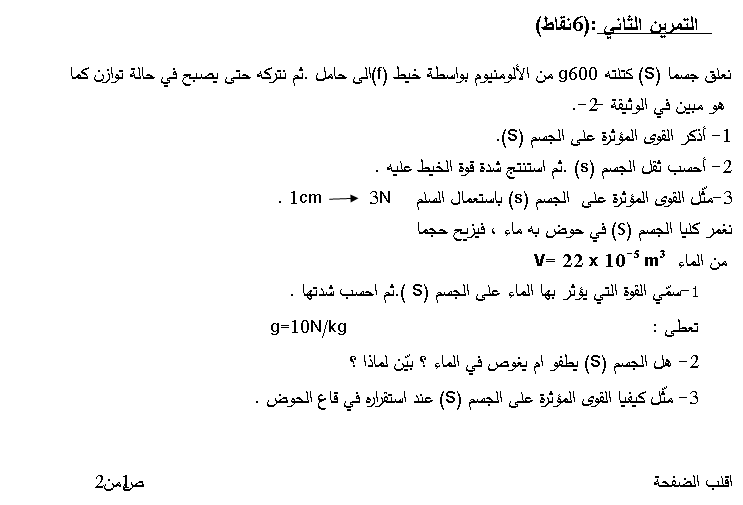 التمرين الثاني :(6نقاط)
نعلق جسما (S) كتلته g600 من الألومنيوم بواسطة خيط (f)الى حامل .ثم نتركه حتى يصبح في حالة توازن كما
هو مبين في الوثيقة -2-.
1- أذكر القوى المؤثرة على الجسم (S).
2- أحسب ثقل الجسم (s) .ثم استنتج شدة قوة الخيط عليه .
3-مثّل القوى المؤثرة على الجسم (s) باستعمال السلم 1cm → 3N .
نغمر كليا الجسم (S) في حوض به ماء ، فيزيح حجما
من الماء V= 22 x 10⁻⁵ m³
1-سمّي القوة التي يؤثر بها الماء على الجسم (S ).ثم احسب شدتها .
تعطى : g=10N/kg
2- هل الجسم (S) يطفو ام يغوص في الماء ؟ بيّن لماذا ؟
3- مثّل كيفيا القوى المؤثرة على الجسم (S) عند استقراره في قاع الحوض .
اقلب الصفحة ص1من2